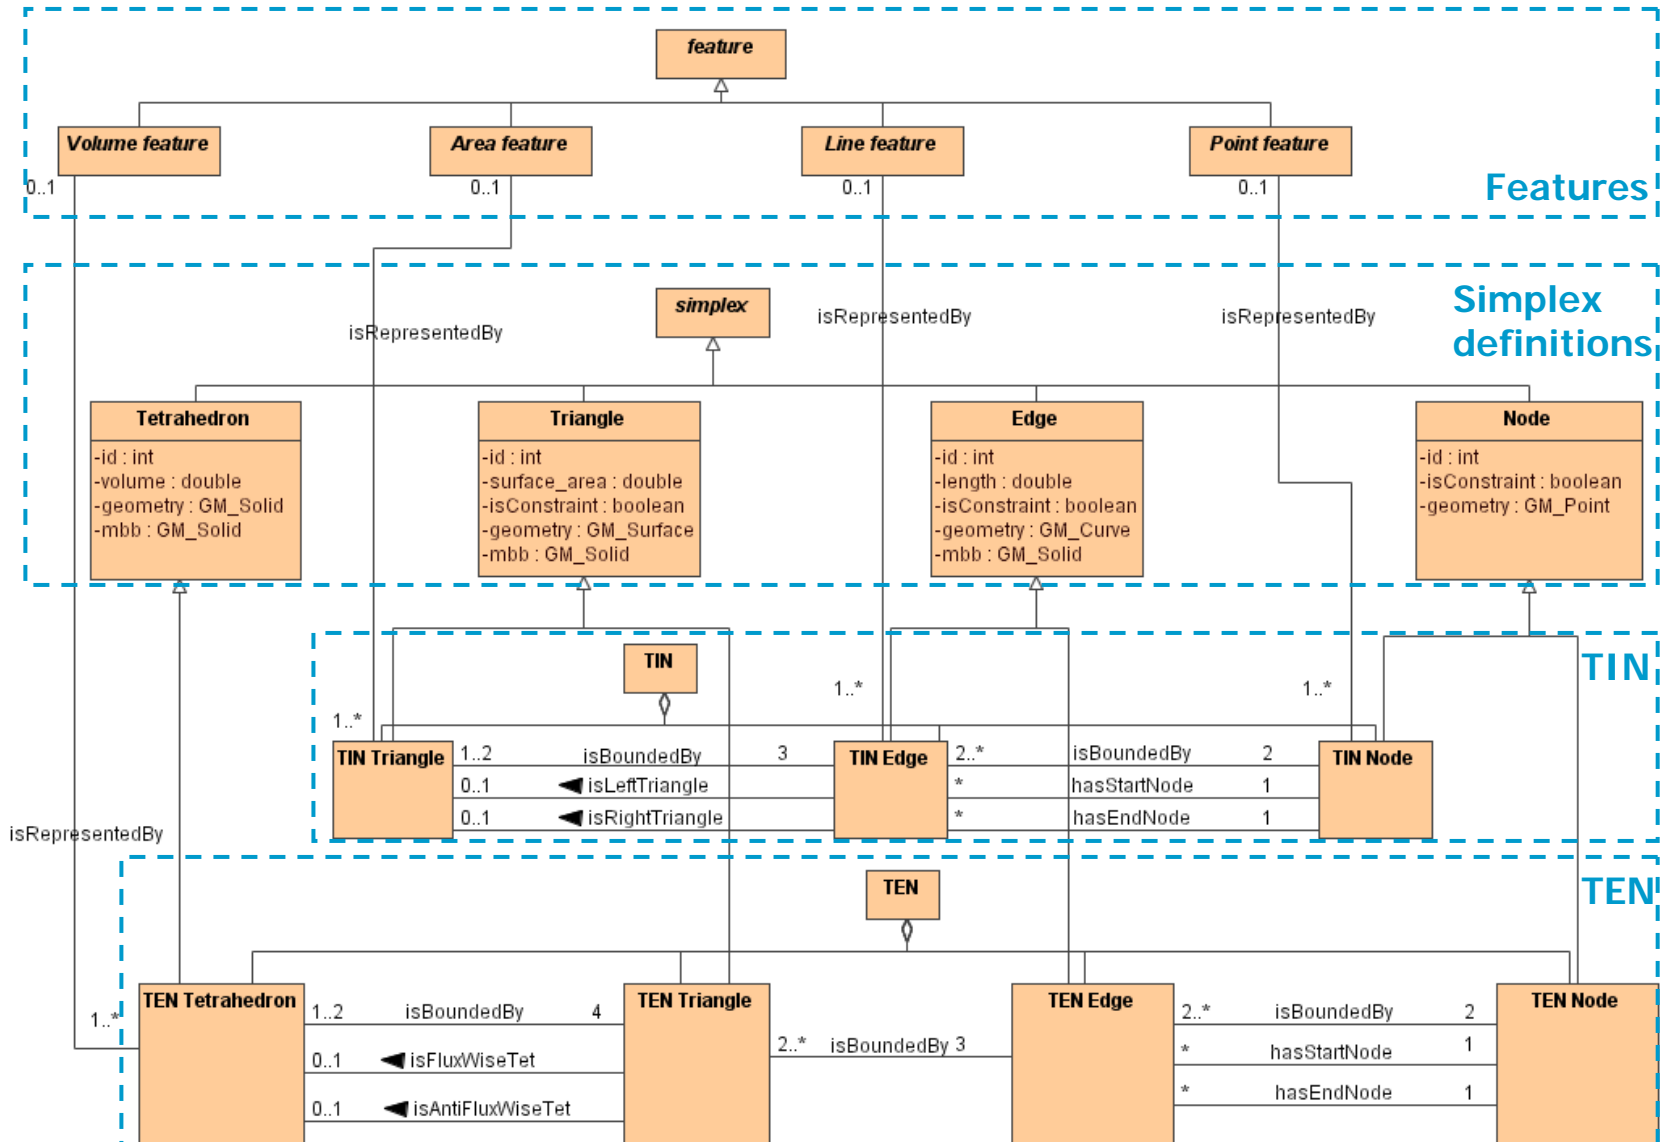 feature
Volume feature
Area feature
Line feature
Point feature
0..1
0..1
0..1
0..1
Features
simplex
Simplex
definitions
isRepresentedBy
isRepresentedBy
isRepresentedBy
Tetrahedron
-id : int
-volume : double
-geometry : GM_Solid
-mbb : GM_Solid
Triangle
-id : int
-surface_area : double
-isConstraint : boolean
-geometry : GM_Surface
-mbb : GM_Solid
Edge
-id : int
-length : double
-isConstraint : boolean
-geometry : GM_Curve
-mbb : GM_Solid
Node
-id : int
-isConstraint : boolean
-geometry : GM_Point
TIN
TIN
1..*
1..*
1..*
TIN Triangle
1..2 isBoundedBy 3
0..1 isLeftTriangle
0..1 isRightTriangle
TIN Edge
2..* isBoundedBy 2
* hasStartNode 1
* hasEndNode 1
TIN Node
isRepresentedBy
TEN
TEN
1..*
TEN Tetrahedron
1..2 isBoundedBy 4
0..1 isFluxWiseTet
0..1 isAntiFluxWiseTet
TEN Triangle
2..* isBoundedBy 3
TEN Edge
2..* isBoundedBy 2
* hasStartNode 1
* hasEndNode 1
TEN Node